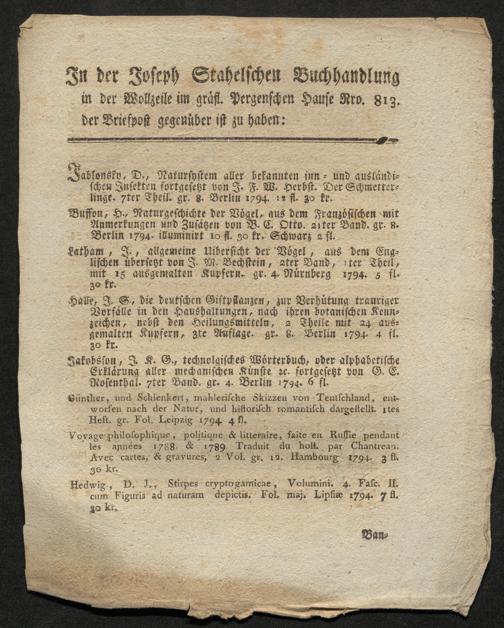 In der Joseph Stahelschen Buchhandlung
in der Wollzeile im gräfl. Pergenschen Hause Nro. 813.
der Briefpost gegenüber ist zu haben:
Jablonsky, D., Natursystem aller bekannten inn- und ausländi-
schen Insekten fortgesetzt von J. F. W. Herbst. Der Schmetter-
linge. 7ter Theil. gr. 8. Berlin 1794. 12 fl. 30 kr.
Buffon, H., Naturgeschichte der Vögel, aus dem Französischen mit
Anmerkungen und Zusätzen von B. C. Otto. 21ter Band. gr. 8.
Berlin 1794. illuminirt 10 fl. 30 kr. Schwarz 2 fl.
Latham, J., allgemeine Uibersicht der Vögel, aus dem Eng-
lischen übersetzt von J. M. Bechstein, 2ter Band, 1ter Theil,
mit 15 ausgemalten Kupfern. gr. 4. Nürnberg 1794. 5 fl.
30 kr.
Halle, J. S., die deutschen Giftpflanzen, zur Verhütung trauriger
Vorfälle in den Haushaltungen, nach ihren botanischen Kenn-
zeichen, nebst den Heilungsmitteln, 2 Theile mit 24 aus-
gemalten Kupfern, 3te Auflage. gr. 8. Berlin 1794. 4 fl.
30 kr.
Jakobsson, J. K. G., technolgisches Wörterbuch, oder alphabetische
Erklärung aller mechanischen Künste ꝛc. fortgesetzt von G. E.
Rosenthal. 7ter Band. gr. 4. Berlin 1794. 6 fl.
Günther, und Schlenkert, mahlerische Skizzen von Teutschland, ent-
worfen nach der Natur, und historisch romantisch dargestellt. 1tes
Heft. gr. Fol. Leipzig 1794. 4 fl.
Voyage philosophique, politique & litteraire, faite en Russie pendant
les années 1788. & 1789. Traduit du holl. par Chantreau.
Avec cartes, & gravures, 2 Vol. gr. 12. Hambourg 1794. 3 fl.
30 kr.
Hedwig, D. J., Stirpes cryptogamicae, Volumini. 4. Fasc. II.
cum Figuris ad naturam depictis. Fol. maj. Lipsiæ 1794. 7 fl.
30 kr.
Ban-